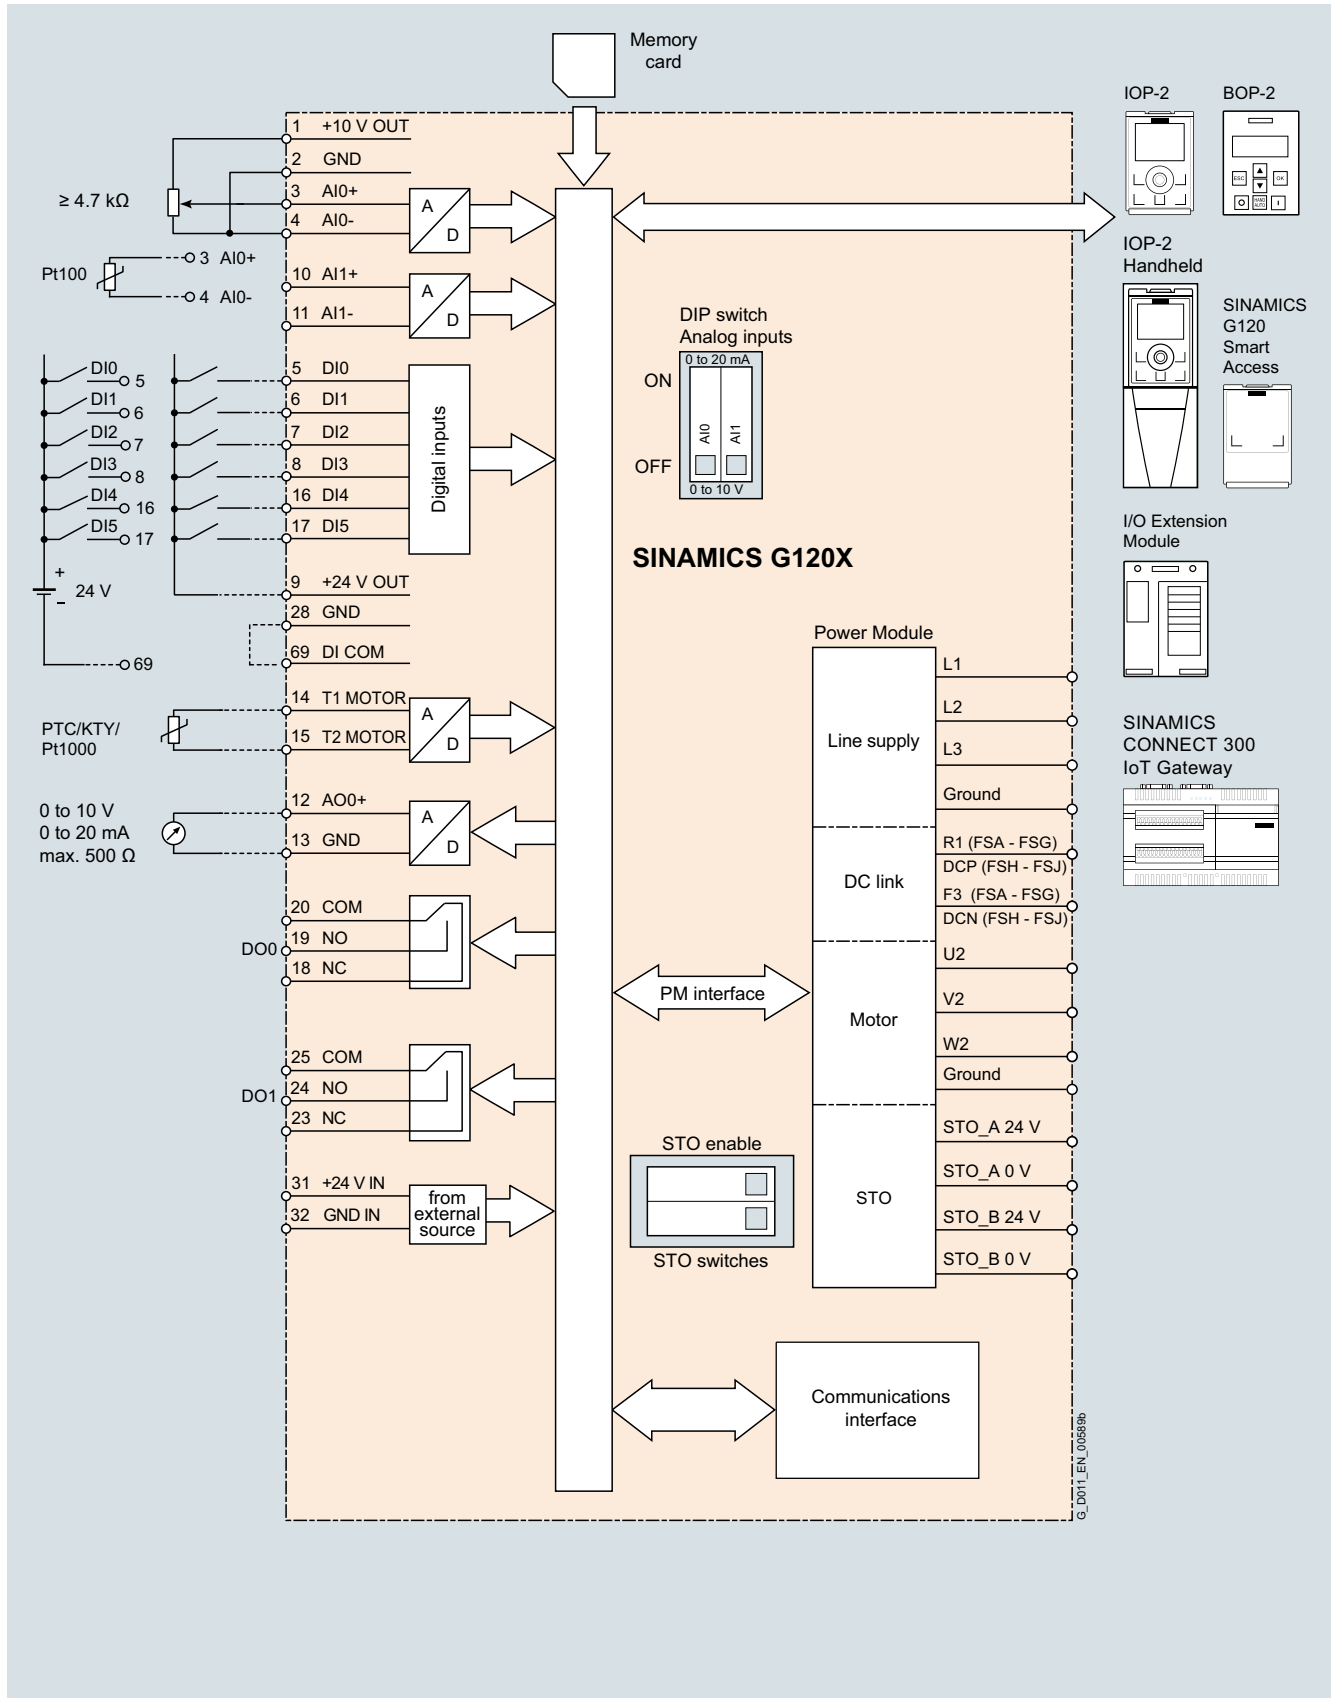 Memory
card
IOP-2
BOP-2
ESC
OK
HAND
AUTO
1 +10 V OUT
2 GND
≥ 4.7 kΩ
3 AI0+
4 AI0-
A
D
Pt100
3 AI0+
4 AI0-
10 AI1+
11 AI1-
A
D
IOP-2
Handheld
SINAMICS
G120
Smart
Access
DIP switch
Analog inputs
0 to 20 mA
ON
AI0
AI1
OFF
0 to 10 V
DI0 5
DI1 6
DI2 7
DI3 8
DI4 16
DI5 17
5 DI0
6 DI1
7 DI2
8 DI3
16 DI4
17 DI5
Digital inputs
I/O Extension
Module
SINAMICS G120X
+
24 V
–
69
9 +24 V OUT
28 GND
69 DI COM
PTC/KTY/
Pt1000
14 T1 MOTOR
15 T2 MOTOR
A
D
Power Module
Line supply
L1
L2
L3
Ground
SINAMICS
CONNECT 300
IoT Gateway
0 to 10 V
0 to 20 mA
max. 500 Ω
12 AO0+
13 GND
A
D
DC link
R1 (FSA - FSG)
DCP (FSH - FSJ)
F3 (FSA - FSG)
DCN (FSH - FSJ)
DO0
20 COM
19 NO
18 NC
PM interface
Motor
U2
V2
W2
Ground
DO1
25 COM
24 NO
23 NC
STO enable
STO switches
STO
STO_A 24 V
STO_A 0 V
STO_B 24 V
STO_B 0 V
31 +24 V IN
32 GND IN
from
external
source
Communications
interface
G_D011_EN_00589b